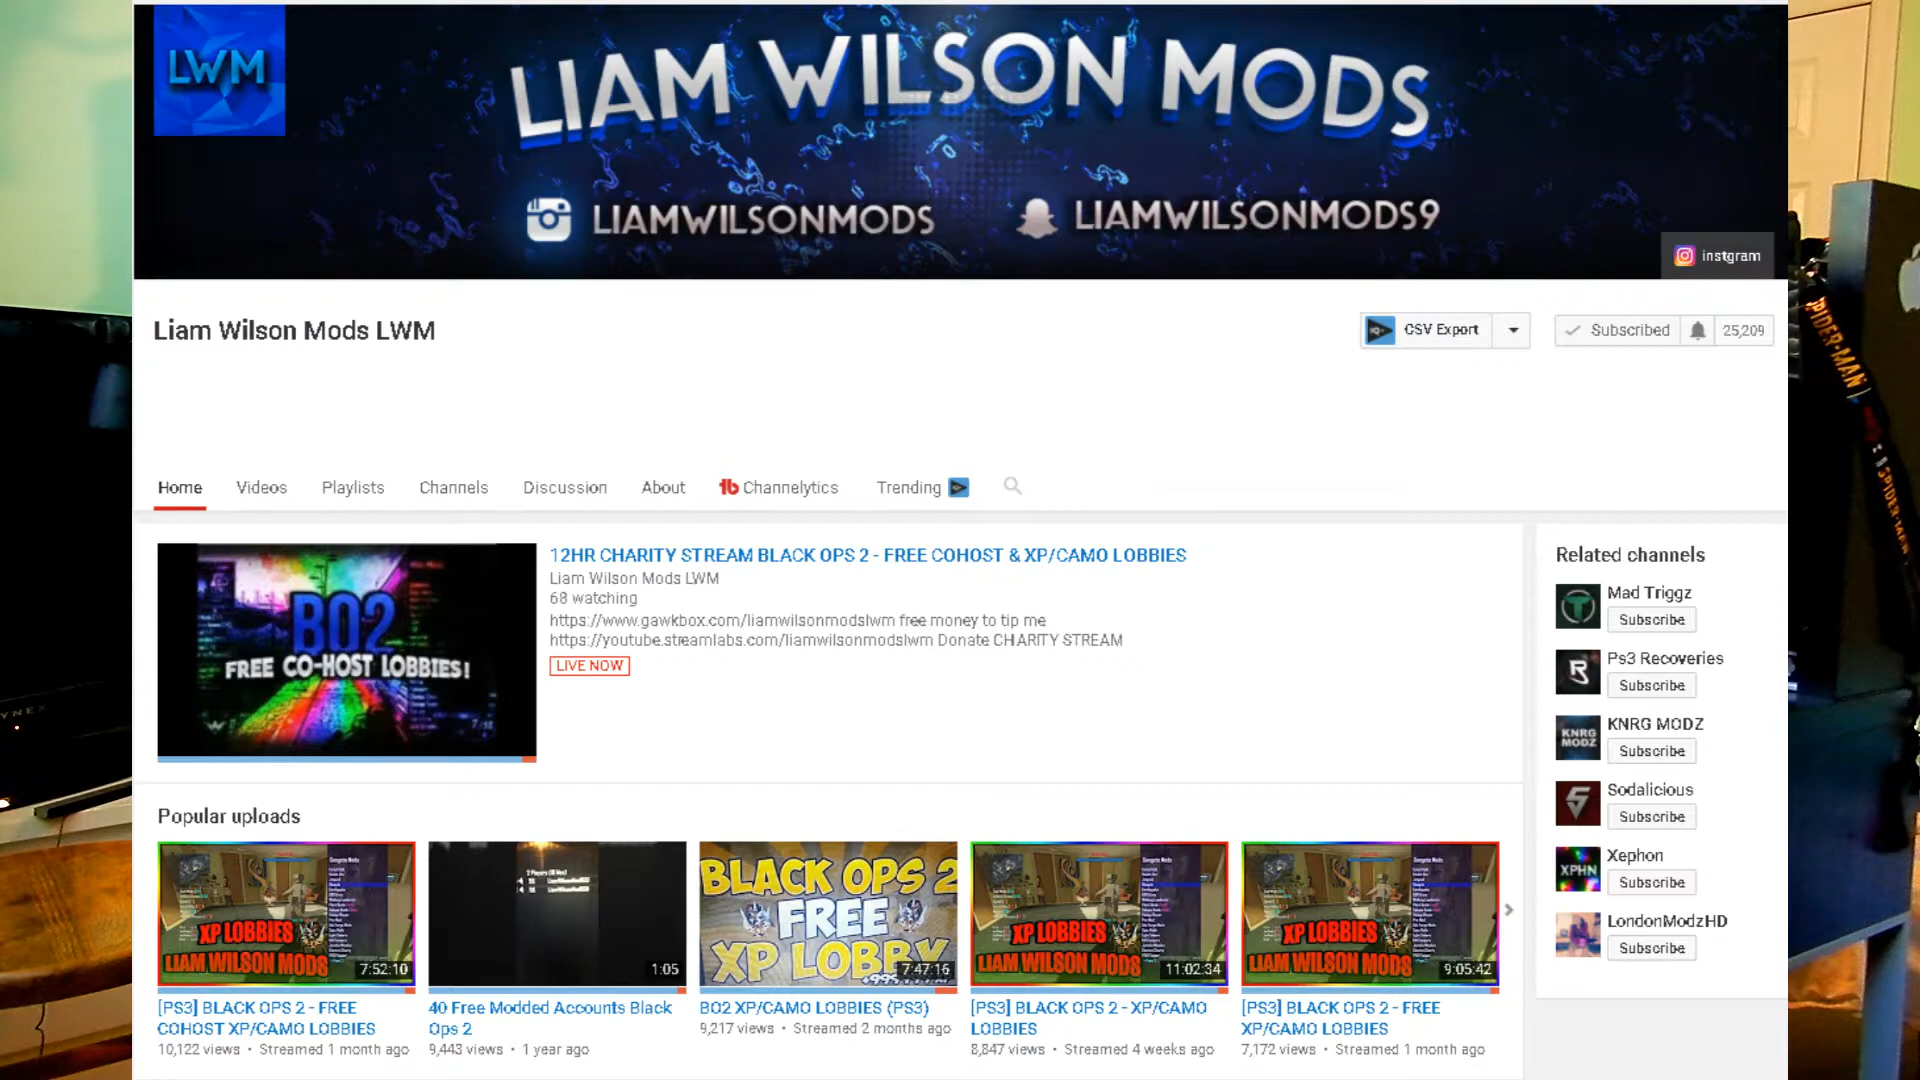 LWM
LIAM WILSON MODS
LIAMWILSONMODS
LIAMWILSONMODS9
instgram
Liam Wilson Mods LWM
CSV Export
Subscribed
25,209
Home
Videos
Playlists
Channels
Discussion
About
Channelytics
Trending
BO2
FREE CO-HOST LOBBIES!
12HR CHARITY STREAM BLACK OPS 2 - FREE COHOST & XP/CAMO LOBBIES
Liam Wilson Mods LWM
68 watching
https://www.gawkbox.com/liamwilsonmodslwm free money to tip me
https://youtube.streamlabs.com/liamwilsonmodslwm Donate CHARITY STREAM
LIVE NOW
Related channels
Mad Triggz
Subscribe
Ps3 Recoveries
Subscribe
KNRG MODZ
KNRG
MODZ
Subscribe
Sodalicious
Subscribe
XPHN
Xephon
Subscribe
LondonModzHD
Subscribe
Popular uploads
XP LOBBIES
LIAM WILSON MODS
7:52:10
[PS3] BLACK OPS 2 - FREE
COHOST XP/CAMO LOBBIES
10,122 views • Streamed 1 month ago
1:05
40 Free Modded Accounts Black
Ops 2
9,443 views • 1 year ago
BLACK OPS 2
FREE
XP LOBBY
7:47:16
BO2 XP/CAMO LOBBIES (PS3)
9,217 views • Streamed 2 months ago
XP LOBBIES
LIAM WILSON MODS
11:02:34
[PS3] BLACK OPS 2 - XP/CAMO
LOBBIES
8,847 views • Streamed 4 weeks ago
XP LOBBIES
LIAM WILSON MODS
9:05:42
[PS3] BLACK OPS 2 - FREE
XP/CAMO LOBBIES
7,172 views • Streamed 1 month ago
YNEX
PIDER-MAN
SPIDER-MAN